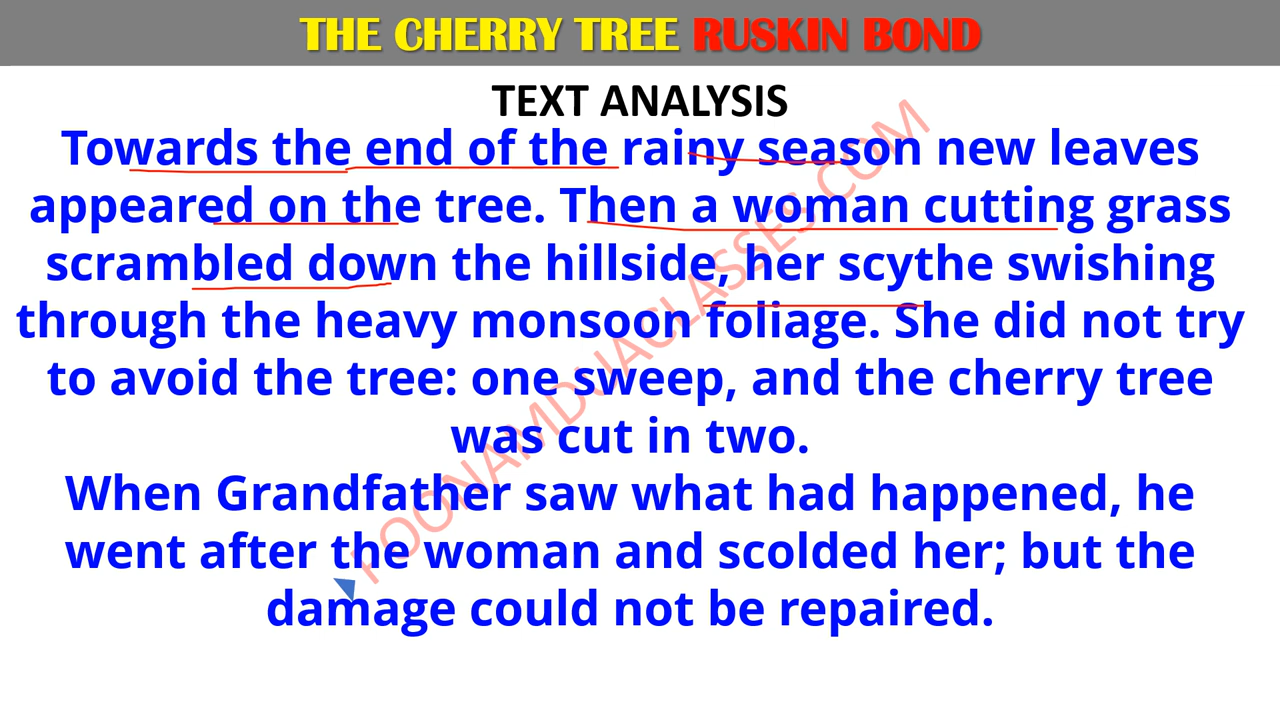 THE CHERRY TREE RUSKIN BOND
TEXT ANALYSIS
Towards the end of the rainy season new leaves
appeared on the tree. Then a woman cutting grass
scrambled down the hillside, her scythe swishing
through the heavy monsoon foliage. She did not try
to avoid the tree: one sweep, and the cherry tree
was cut in two.
When Grandfather saw what had happened, he
went after the woman and scolded her; but the
damage could not be repaired.
POONAMDUACLASSES.COM